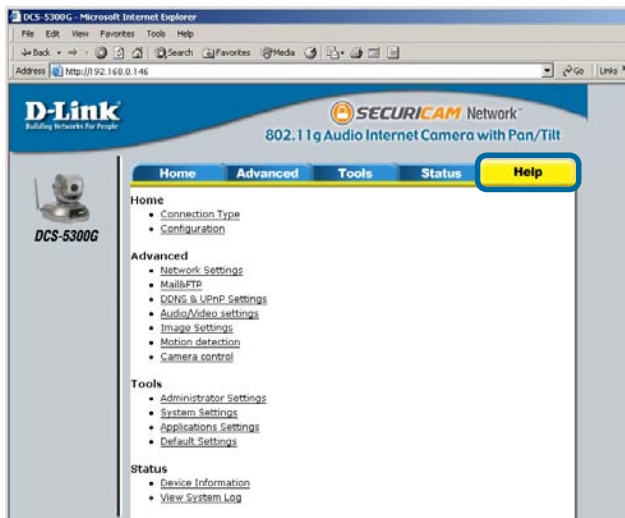 DCS-5300G - Microsoft Internet Explorer
File Edit View Favorites Tools Help
Back Search Favorites Media
Address http://192.168.0.146 Go Links
D-Link
Building Networks for People
SECURICAM Network™
802.11g Audio Internet Camera with Pan/Tilt
Home Advanced Tools Status Help
DCS-5300G
Home
• Connection Type
• Configuration
Advanced
• Network Settings
• Mail&FTP
• DDNS & UPnP Settings
• Audio/Video settings
• Image Settings
• Motion detection
• Camera control
Tools
• Administrator Settings
• System Settings
• Applications Settings
• Default Settings
Status
• Device Information
• View System Log